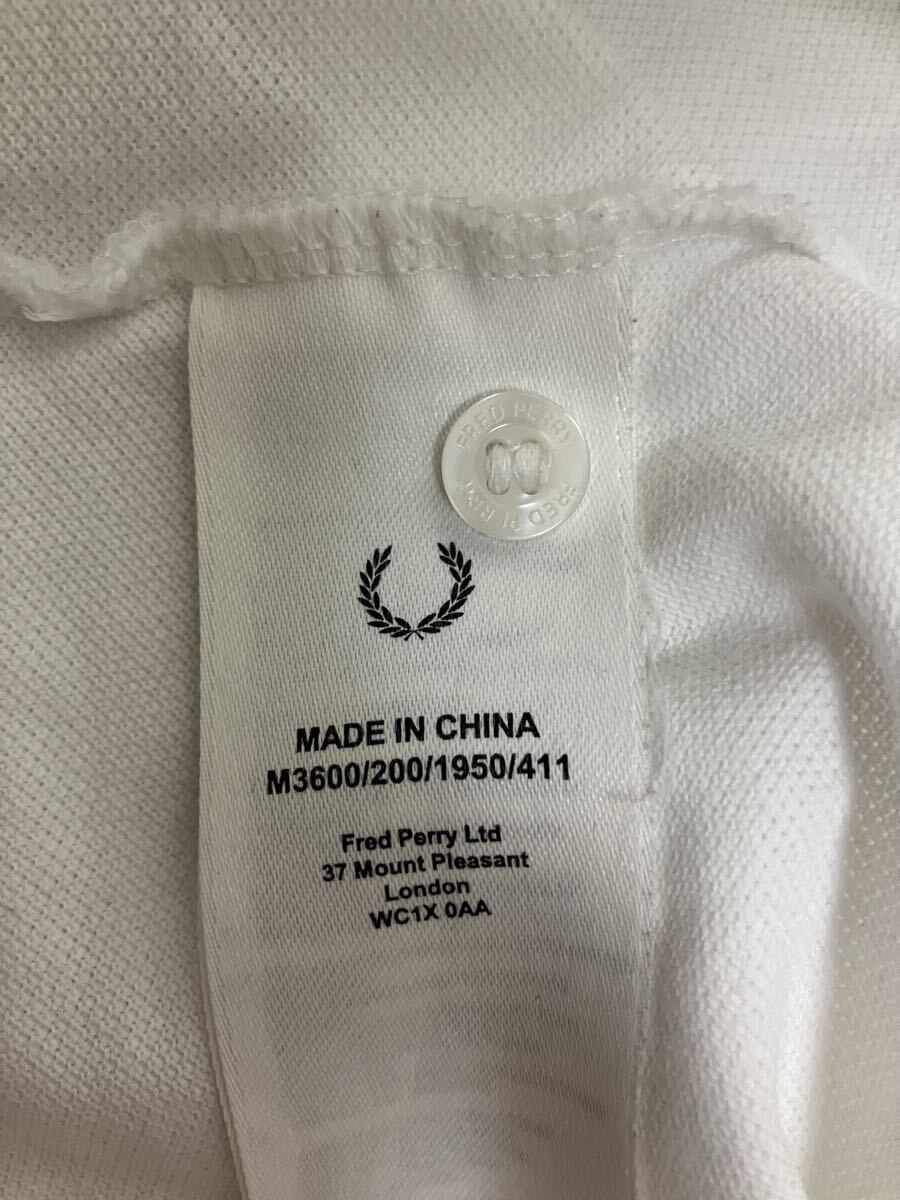 FRED PERRY
FRED PERRY
MADE IN CHINA
M3600/200/1950/411
Fred Perry Ltd
37 Mount Pleasant
London
WC1X 0AA